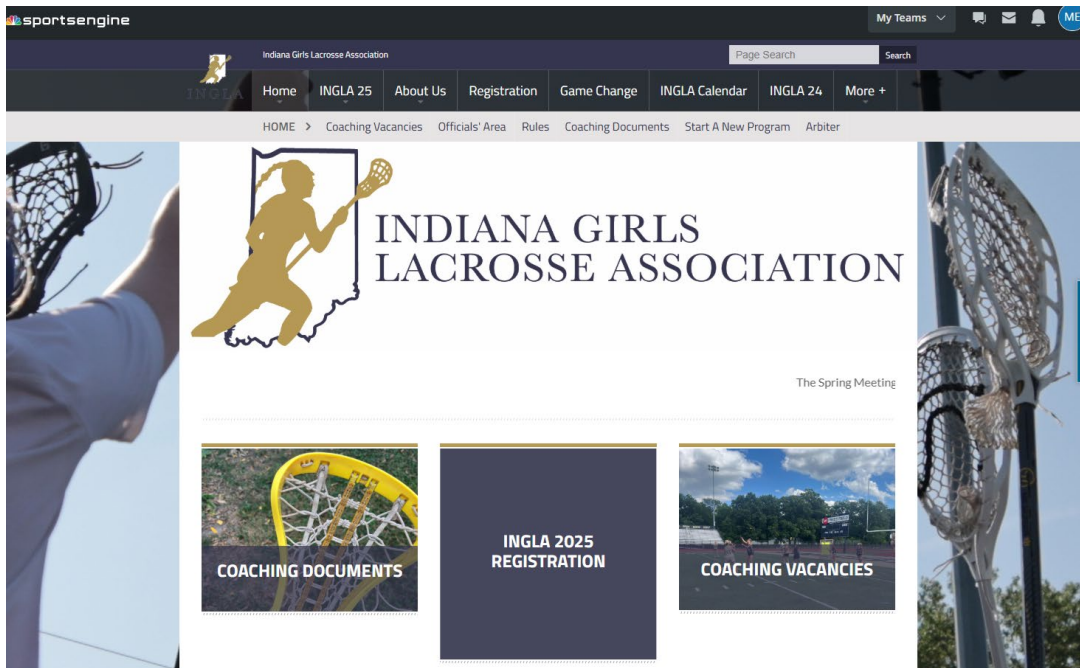 sportsengine
My Teams
ME
Indiana Girls Lacrosse Association
Page Search
Search
INGLA
Home
INGLA 25
About Us
Registration
Game Change
INGLA Calendar
INGLA 24
More +
HOME >
Coaching Vacancies
Officials' Area
Rules
Coaching Documents
Start A New Program
Arbiter
INDIANA GIRLS
LACROSSE ASSOCIATION
The Spring Meeting
COACHING DOCUMENTS
INGLA 2025
REGISTRATION
COACHING VACANCIES